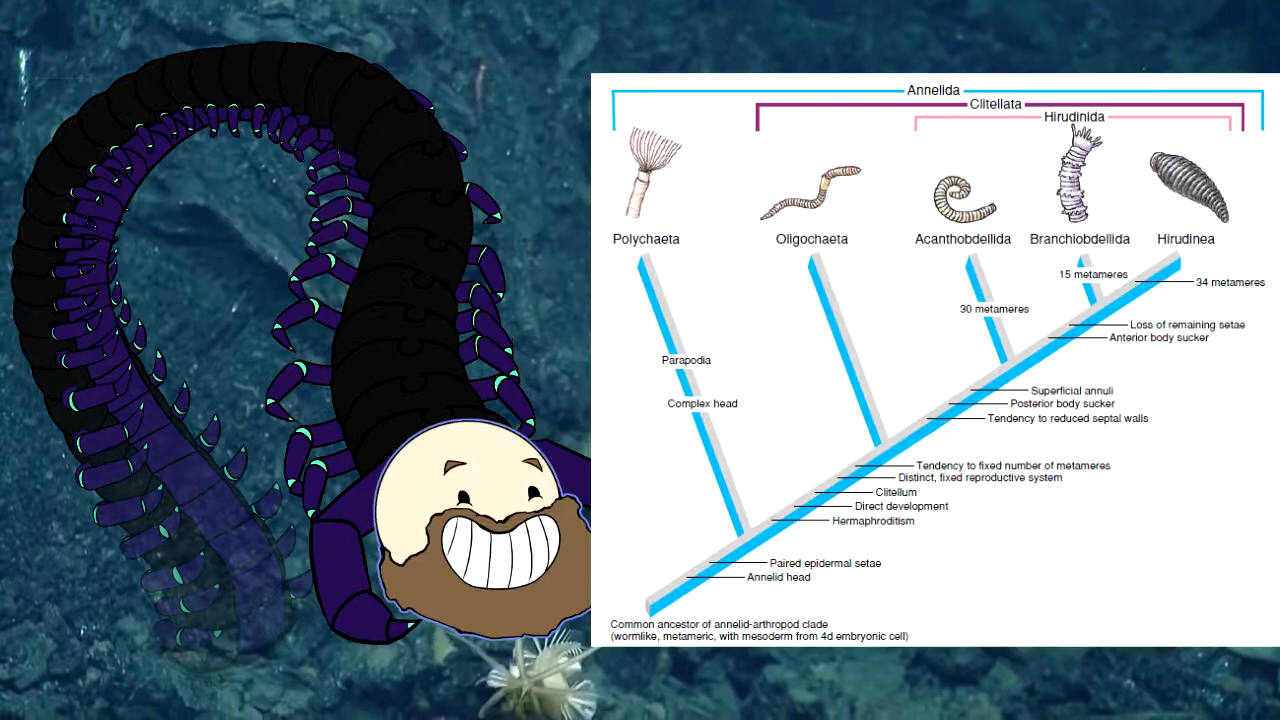 Annelida
Clitellata
Hirudinida
Polychaeta
Oligochaeta
Acanthobdellida
Branchiobdellida
Hirudinea
15 metameres
34 metameres
30 metameres
Loss of remaining setae
Anterior body sucker
Parapodia
Superficial annuli
Complex head
Posterior body sucker
Tendency to reduced septal walls
Tendency to fixed number of metameres
Distinct, fixed reproductive system
Clitellum
Direct development
Hermaphroditism
Paired epidermal setae
Annelid head
Common ancestor of annelid-arthropod clade
(wormlike, metameric, with mesoderm from 4d embryonic cell)